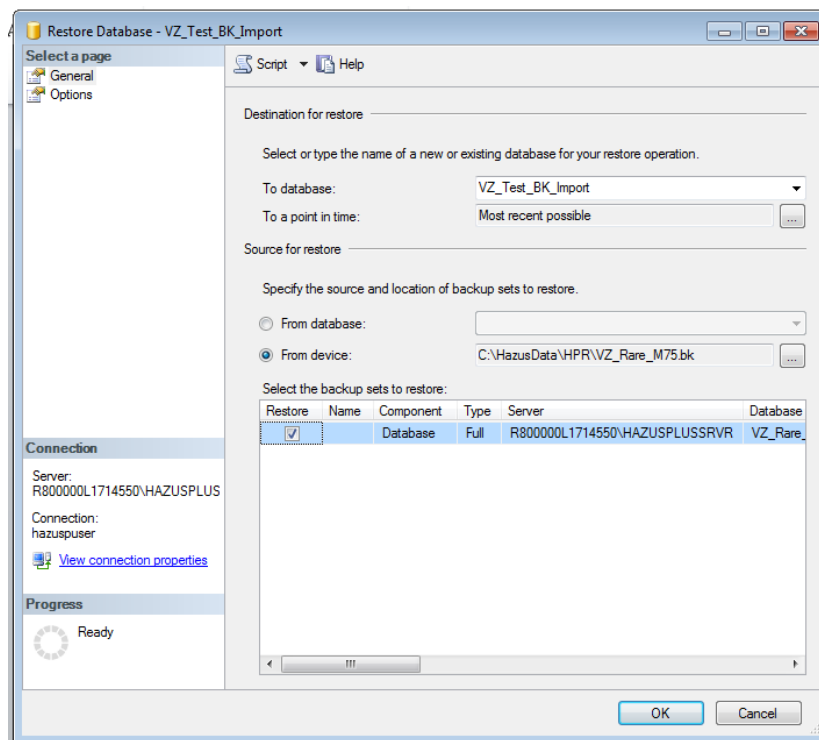 Restore Database - VZ_Test_BK_Import
Select a page
General
Options
Script
Help
Destination for restore
Select or type the name of a new or existing database for your restore operation.
To database:
VZ_Test_BK_Import
To a point in time:
Most recent possible
...
Source for restore
Specify the source and location of backup sets to restore.
From database:
From device:
C:\HazusData\HPR\VZ_Rare_M75.bk
...
Select the backup sets to restore:
Restore Name Component Type Server Database
Database Full R800000L1714550\HAZUSPLUSSRVR VZ_Rare_
Connection
Server:
R800000L1714550\HAZUSPLUS
Connection:
hazuspuser
View connection properties
Progress
Ready
OK
Cancel